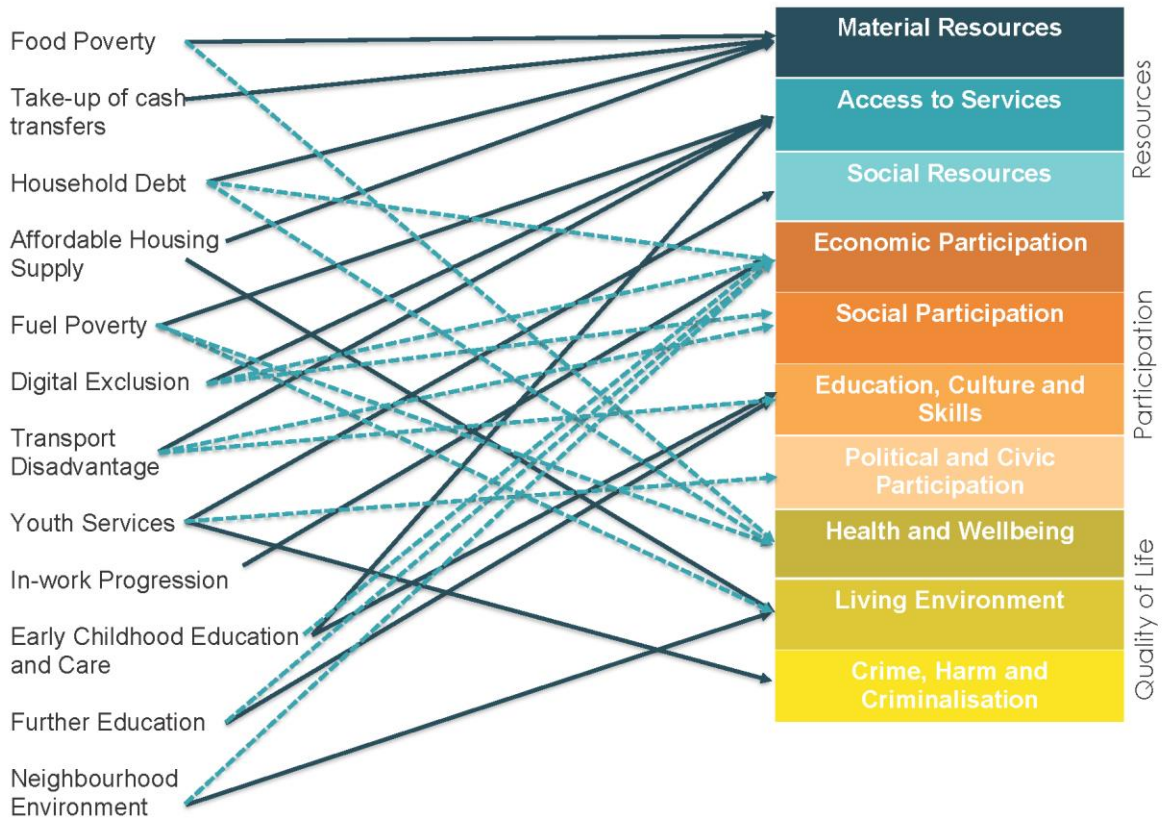 Food Poverty
Take-up of cash
transfers
Household Debt
Affordable Housing
Supply
Fuel Poverty
Digital Exclusion
Transport
Disadvantage
Youth Services
In-work Progression
Early Childhood Education
and Care
Further Education
Neighbourhood
Environment
Material Resources
Access to Services
Social Resources
Economic Participation
Social Participation
Education, Culture and
Skills
Political and Civic
Participation
Health and Wellbeing
Living Environment
Crime, Harm and
Criminalisation
Resources
Participation
Quality of Life